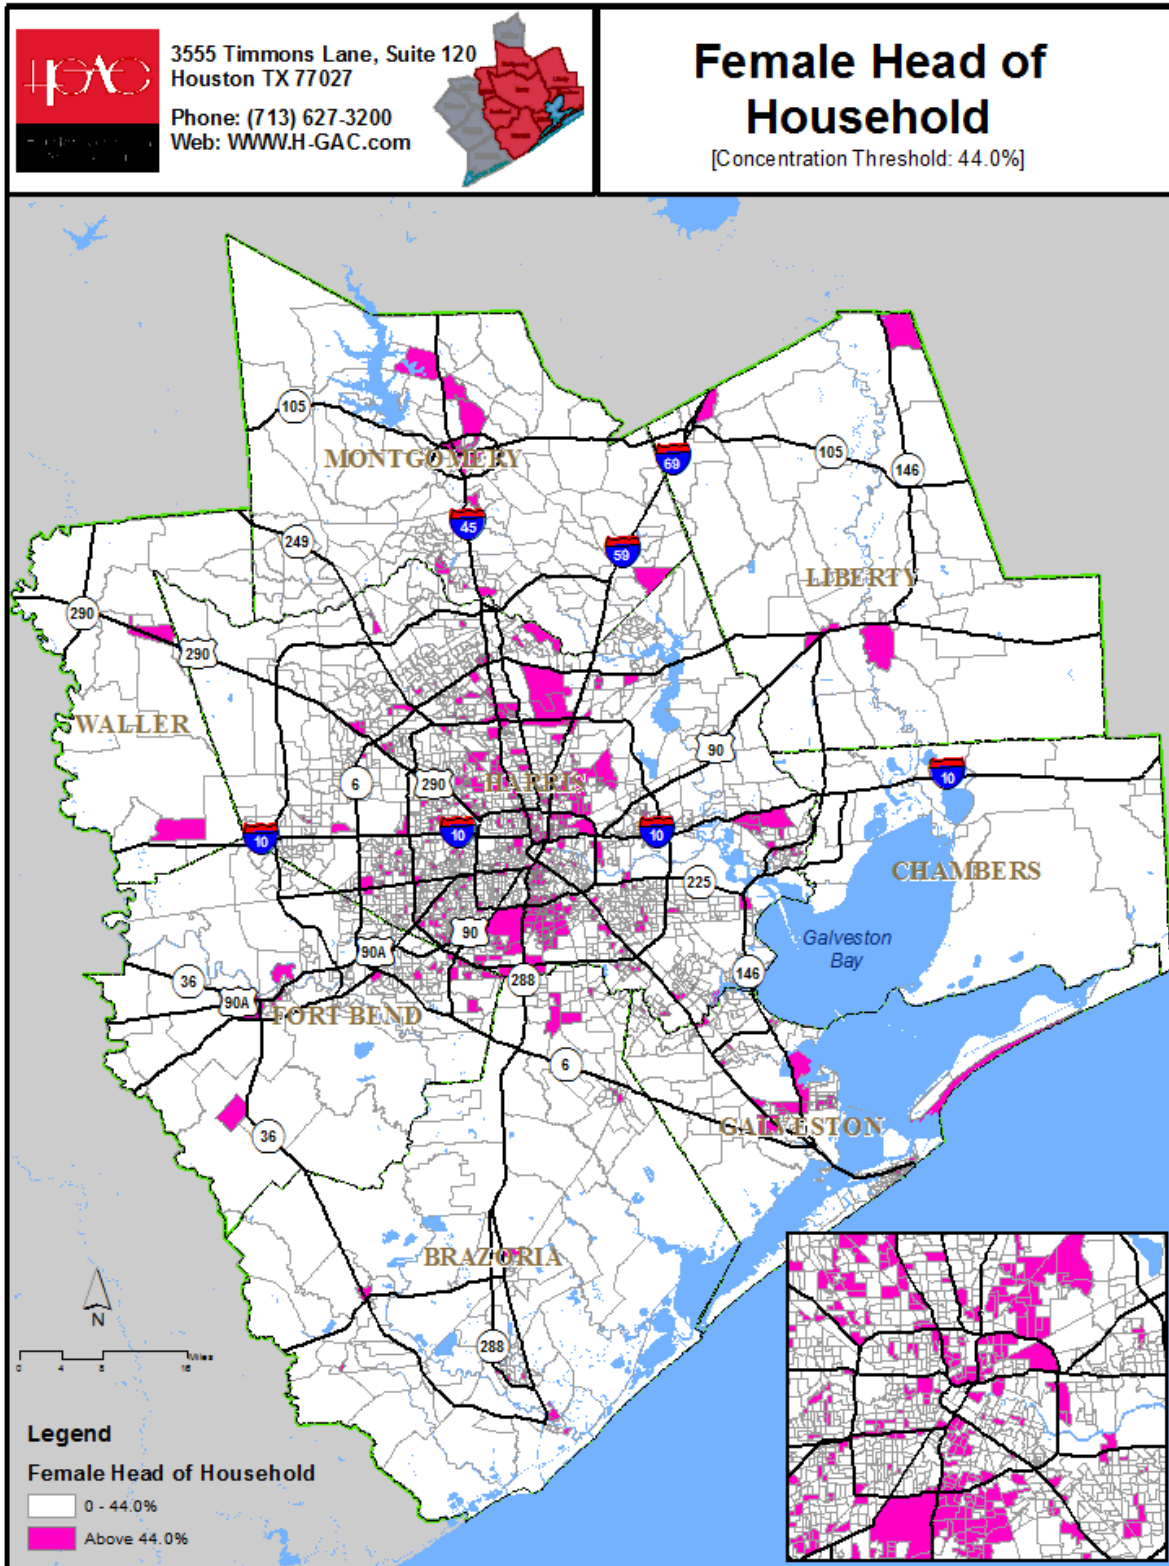 HGAC
3555 Timmons Lane, Suite 120
Houston TX 77027
Phone: (713) 627-3200
Web: WWW.H-GAC.com
Female Head of
Household
[Concentration Threshold: 44.0%]
105
MONTGOMERY
69
105
146
45
249
59
LIBERTY
290
290
WALLER
90
6
290
HARRIS
10
10
10
10
225
CHAMBERS
90
Galveston
Bay
90A
36
146
288
90A
FORT BEND
6
36
GALVESTON
BRAZORIA
N
288
0 4 8 16 Miles
Legend
Female Head of Household
0 - 44.0%
Above 44.0%